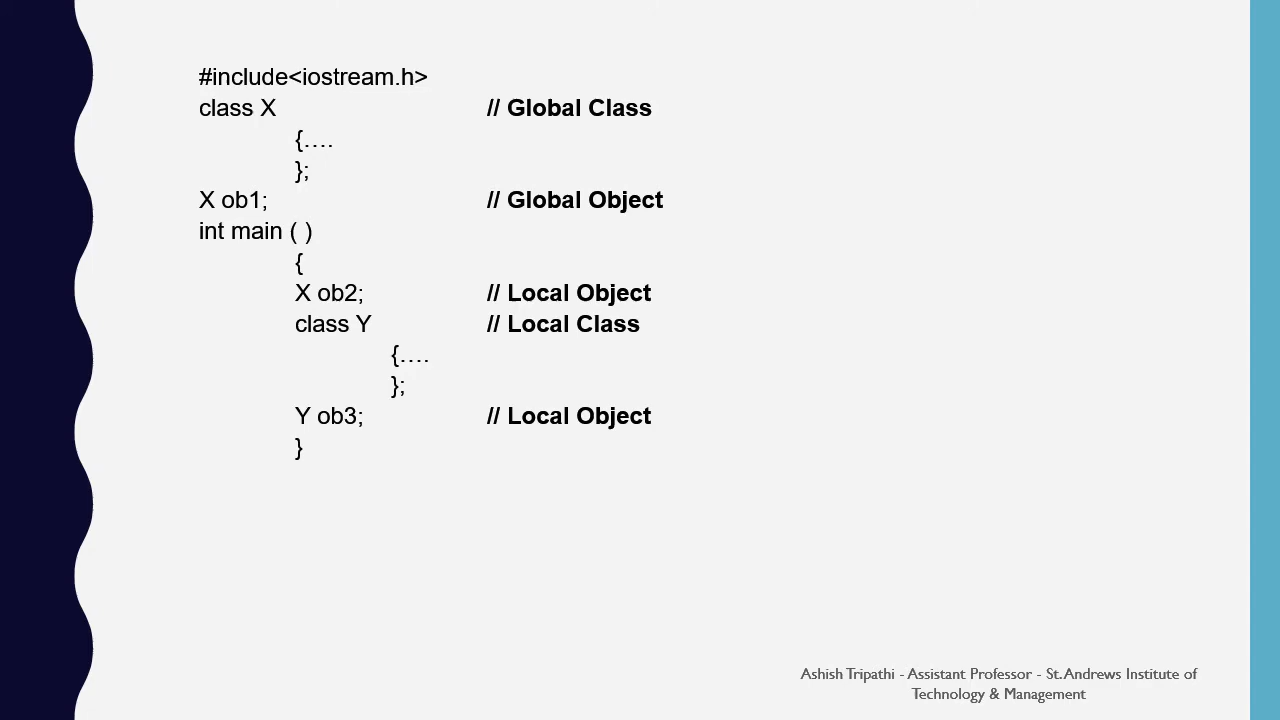 #include<iostream.h>
class X // Global Class
{....
};
X ob1; // Global Object
int main ( )
{
X ob2; // Local Object
class Y // Local Class
{....
};
Y ob3; // Local Object
}
Ashish Tripathi - Assistant Professor - St.Andrews Institute of
Technology & Management